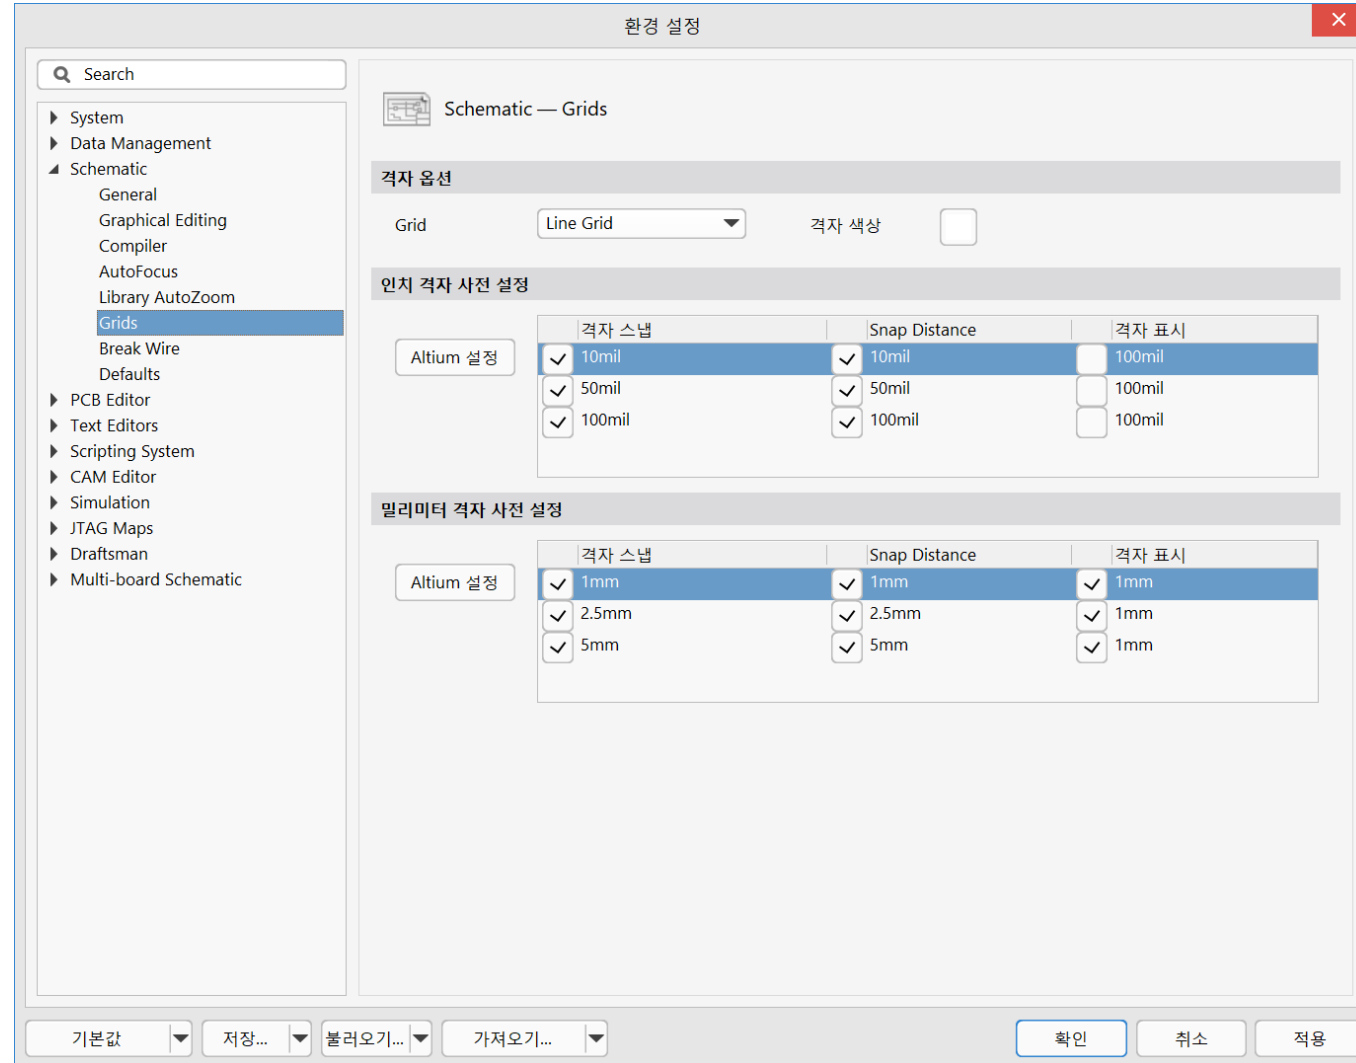 환경 설정
Search
System
Data Management
Schematic
General
Graphical Editing
Compiler
AutoFocus
Library AutoZoom
Grids
Break Wire
Defaults
PCB Editor
Text Editors
Scripting System
CAM Editor
Simulation
JTAG Maps
Draftsman
Multi-board Schematic
Schematic — Grids
격자 옵션
Grid Line Grid 격자 색상
인치 격자 사전 설정
Altium 설정
격자 스냅 Snap Distance 격자 표시
10mil 10mil 100mil
50mil 50mil 100mil
100mil 100mil 100mil
밀리미터 격자 사전 설정
Altium 설정
격자 스냅 Snap Distance 격자 표시
1mm 1mm 1mm
2.5mm 2.5mm 1mm
5mm 5mm 1mm
기본값 저장... 불러오기... 가져오기... 확인 취소 적용